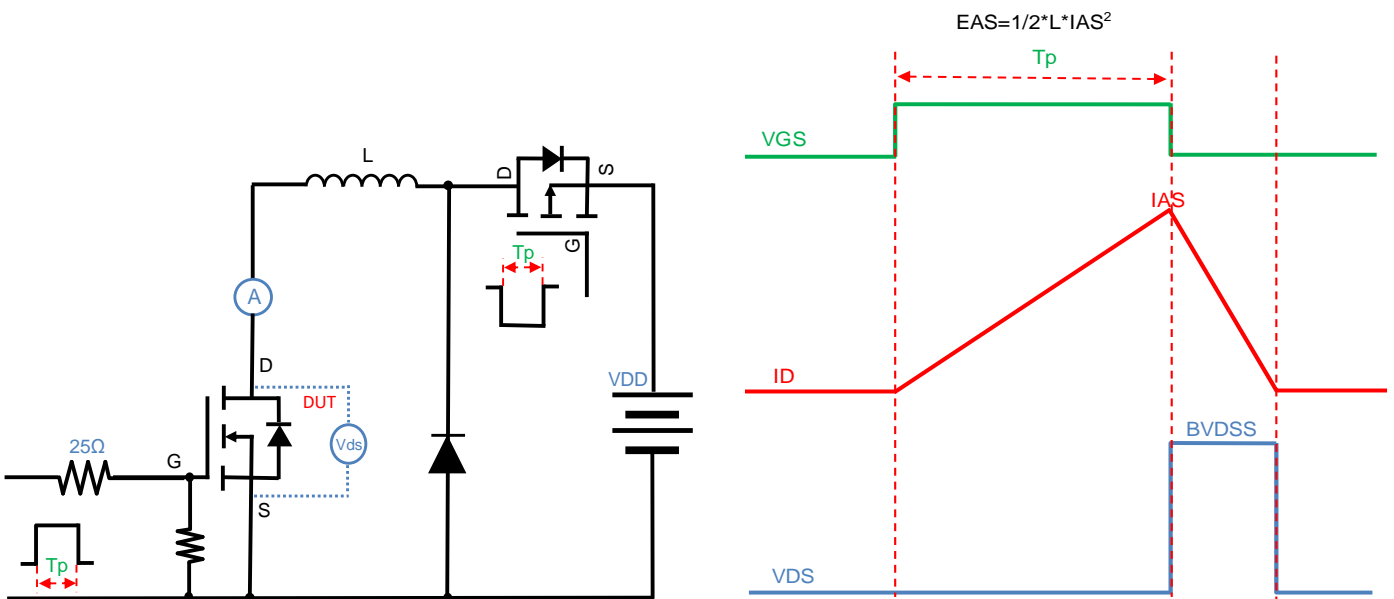 EAS=1/2*L*IAS²
Tp
VGS
IAS
ID
BVDSS
VDS
L
D
S
G
Tp
A
D
DUT
Vds
VDD
25Ω
G
S
Tp